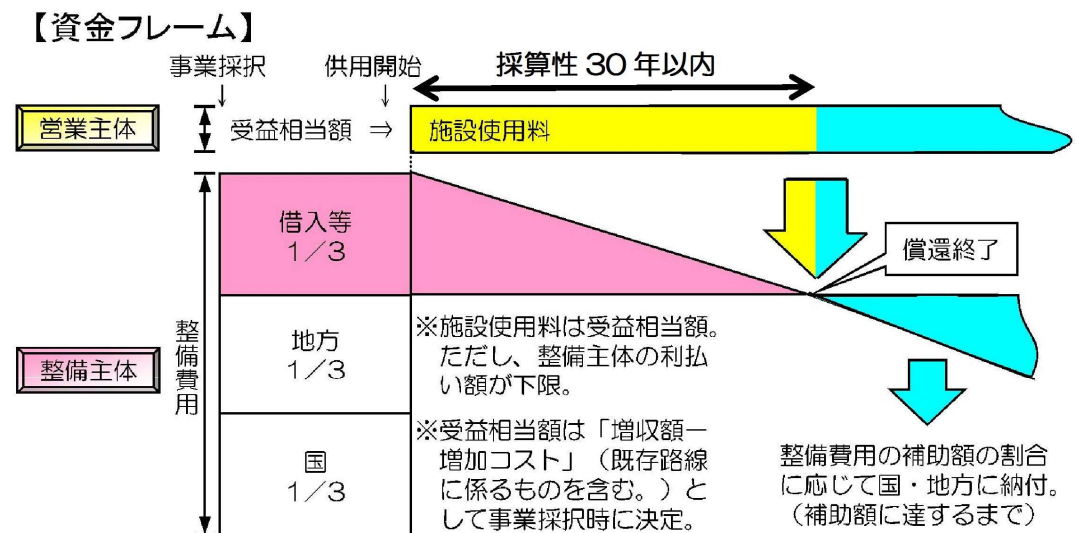 【資金フレーム】
事業採択
供用開始
採算性 30 年以内
↓
↓
営業主体
受益相当額 ⇒
施設使用料
借入等
1/3
償還終了
整備主体
整備費用
地方
1/3
※施設使用料は受益相当額。
ただし、整備主体の利払
い額が下限。
国
1/3
※受益相当額は「増収額−
増加コスト」（既存路線
に係るものを含む。）と
して事業採択時に決定。
整備費用の補助額の割合
に応じて国・地方に納付。
（補助額に達するまで）